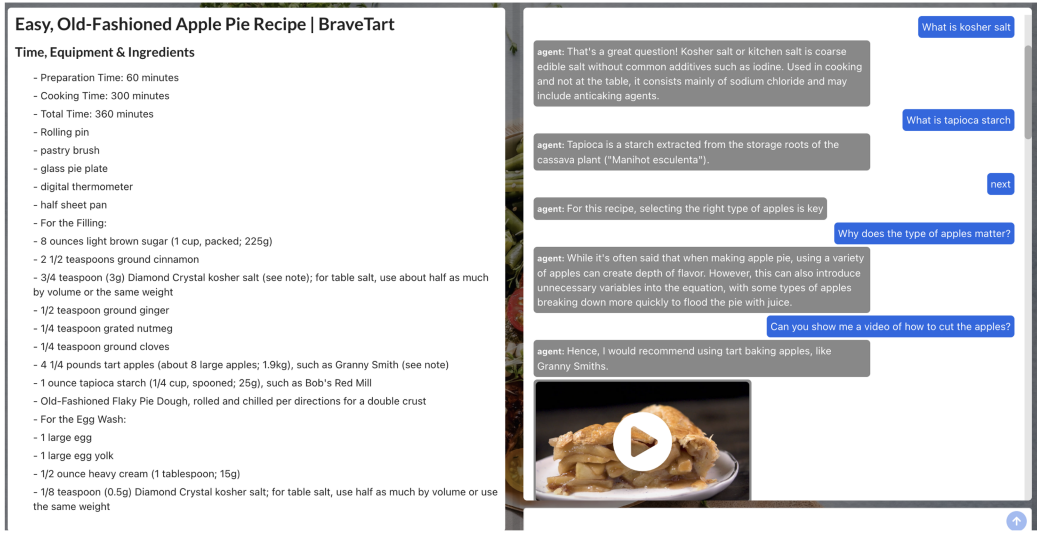 Easy, Old-Fashioned Apple Pie Recipe | BraveTart
Time, Equipment & Ingredients
- Preparation Time: 60 minutes
- Cooking Time: 300 minutes
- Total Time: 360 minutes
- Rolling pin
- pastry brush
- glass pie plate
- digital thermometer
- half sheet pan
- For the Filling:
- 8 ounces light brown sugar (1 cup, packed; 225g)
- 2 1/2 teaspoons ground cinnamon
- 3/4 teaspoon (3g) Diamond Crystal kosher salt (see note); for table salt, use about half as much
by volume or the same weight
- 1/2 teaspoon ground ginger
- 1/4 teaspoon grated nutmeg
- 1/4 teaspoon ground cloves
- 4 1/4 pounds tart apples (about 8 large apples; 1.9kg), such as Granny Smith (see note)
- 1 ounce tapioca starch (1/4 cup, spooned; 25g), such as Bob's Red Mill
- Old-Fashioned Flaky Pie Dough, rolled and chilled per directions for a double crust
- For the Egg Wash:
- 1 large egg
- 1 large egg yolk
- 1/2 ounce heavy cream (1 tablespoon; 15g)
- 1/8 teaspoon (0.5g) Diamond Crystal kosher salt; for table salt, use half as much by volume or use
the same weight
What is kosher salt
agent: That's a great question! Kosher salt or kitchen salt is coarse
edible salt without common additives such as iodine. Used in cooking
and not at the table, it consists mainly of sodium chloride and may
include anticaking agents.
What is tapioca starch
agent: Tapioca is a starch extracted from the storage roots of the
cassava plant ("Manihot esculenta").
next
agent: For this recipe, selecting the right type of apples is key
Why does the type of apples matter?
agent: While it's often said that when making apple pie, using a variety
of apples can create depth of flavor. However, this can also introduce
unnecessary variables into the equation, with some types of apples
breaking down more quickly to flood the pie with juice.
Can you show me a video of how to cut the apples?
agent: Hence, I would recommend using tart baking apples, like
Granny Smiths.